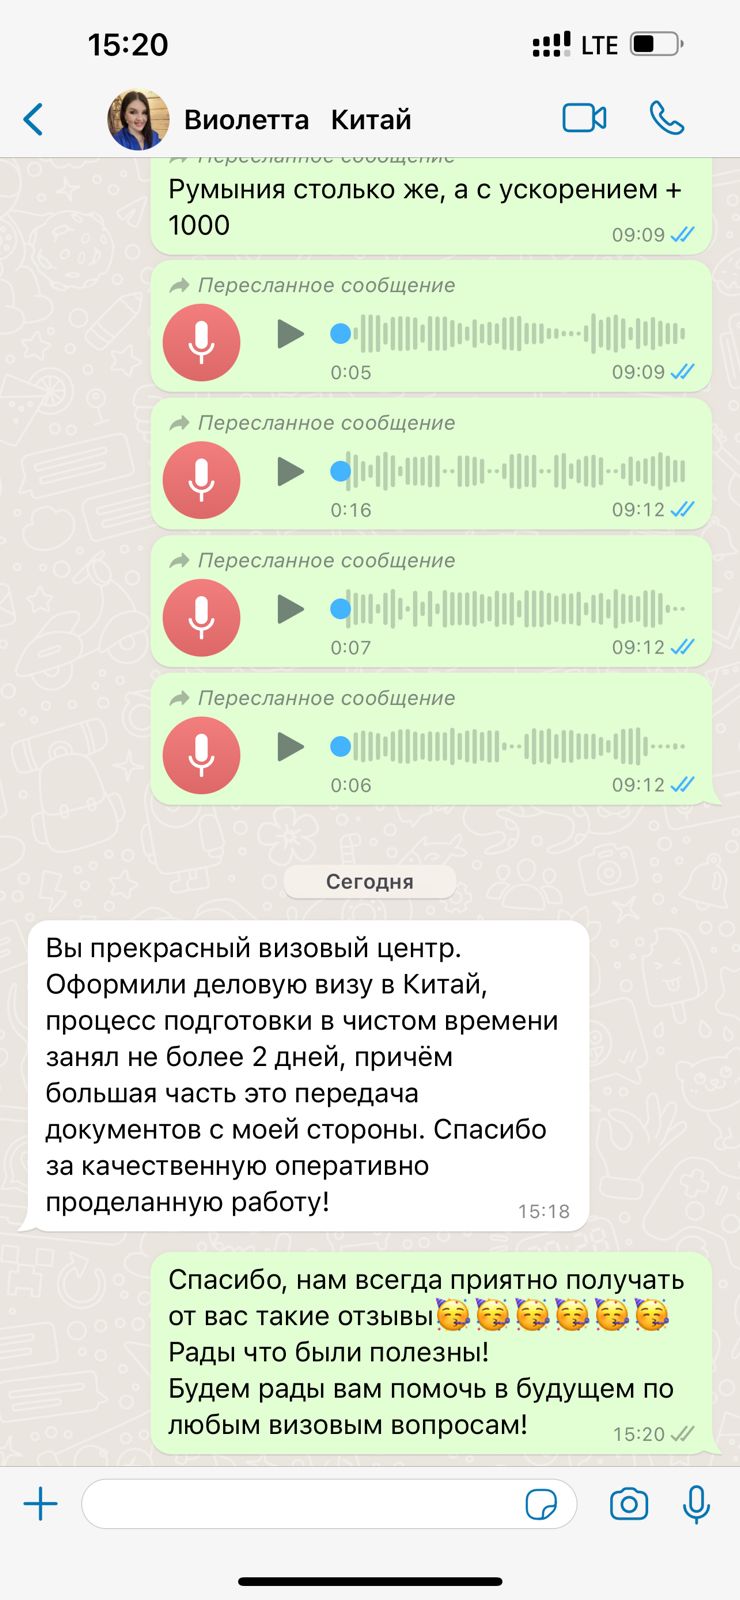 15:20
LTE
Виолетта Китай
Пересланное сообщение
Румыния столько же, а с ускорением +
1000
09:09
Пересланное сообщение
0:05
09:09
Пересланное сообщение
0:16
09:12
Пересланное сообщение
0:07
09:12
Пересланное сообщение
0:06
09:12
Сегодня
Вы прекрасный визовый центр.
Оформили деловую визу в Китай,
процесс подготовки в чистом времени
занял не более 2 дней, причём
большая часть это передача
документов с моей стороны. Спасибо
за качественную оперативно
проделанную работу!
15:18
Спасибо, нам всегда приятно получать
от вас такие отзывы🥳🥳🥳🥳🥳🥳
Рады что были полезны!
Будем рады вам помочь в будущем по
любым визовым вопросам!
15:20